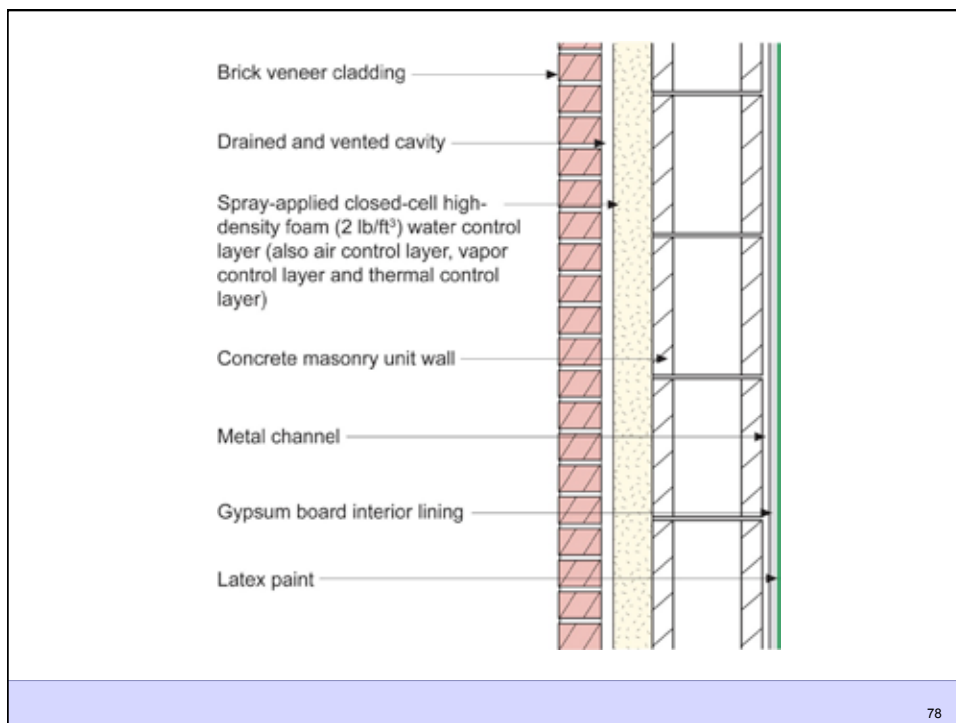 Brick veneer cladding
Drained and vented cavity
Spray-applied closed-cell high-
density foam (2 lb/ft³) water control
layer (also air control layer, vapor
control layer and thermal control
layer)
Concrete masonry unit wall
Metal channel
Gypsum board interior lining
Latex paint
78